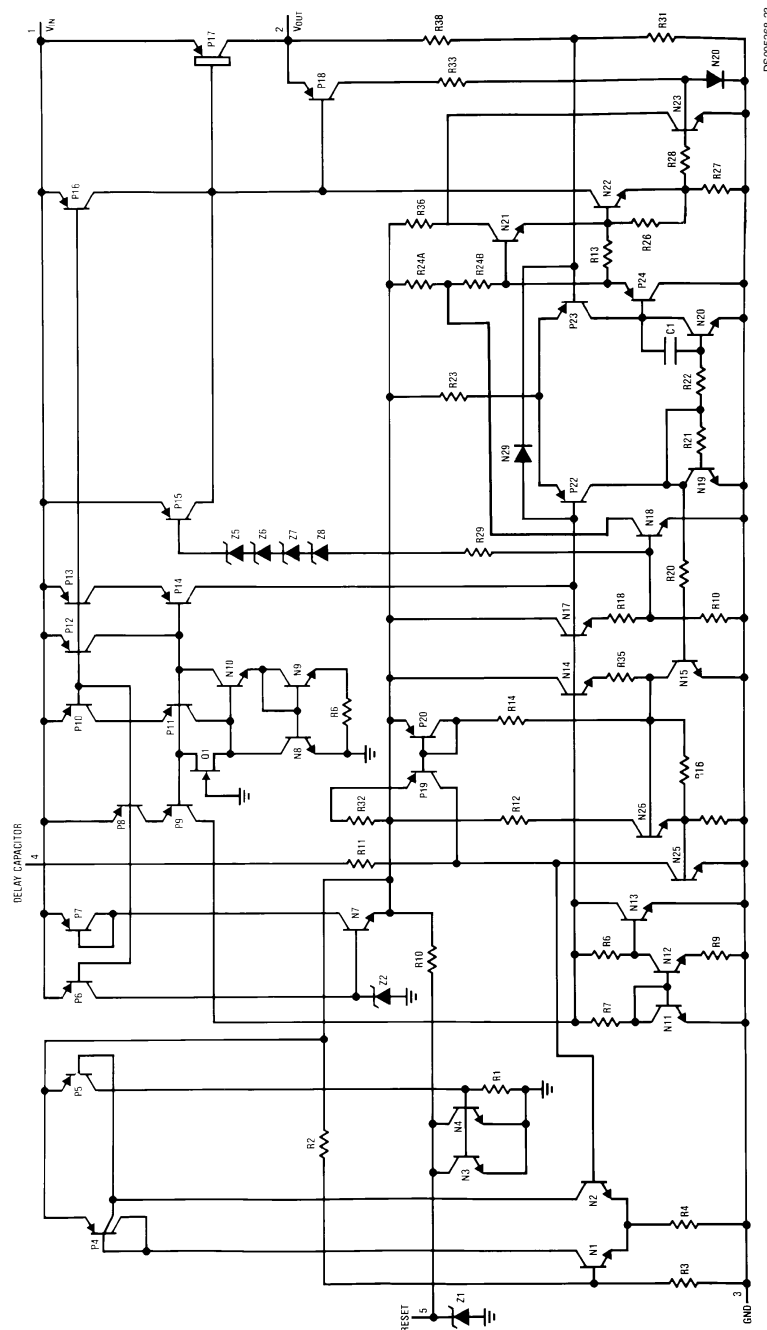 1
VIN
P17
2
VOUT
R38
R31
P18
R33
N20
N23
R28
P16
N22
R27
R36
N21
R26
R13
R24A
R24B
P24
P23
N20
C1
R22
R23
N29
R21
P22
N19
P15
Z5
Z6
Z7
Z8
R29
N18
R20
P13
P14
P12
N17
R18
R10
N10
N9
R6
P10
P11
N8
Q1
N14
R35
N15
P20
R14
P19
R16
P8
P9
R32
R12
N26
DELAY CAPACITOR
4
R11
N25
P7
N7
N13
R6
N12
R9
P6
Z2
R10
R7
N11
P5
R2
N4
R1
N3
P4
N2
N1
R4
R3
RESET
5
Z1
3
GND